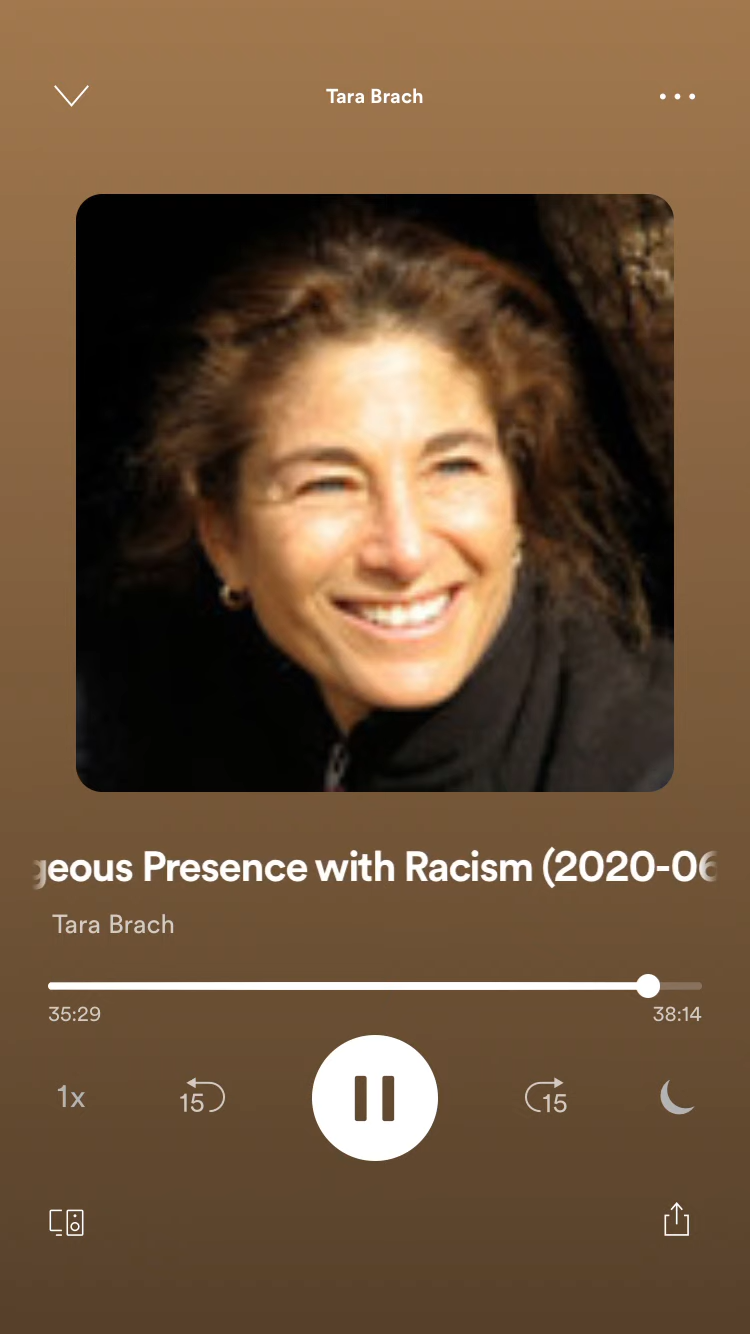 Tara Brach
geous Presence with Racism (2020-06
Tara Brach
35:29 38:14
1x 15 15